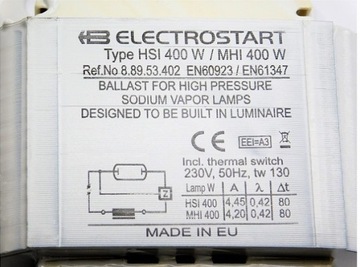 HB ELECTROSTART
Type HSI 400 W / MHI 400 W
Ref.No 8.89.53.402 EN60923 / EN61347
BALLAST FOR HIGH PRESSURE
SODIUM VAPOR LAMPS
DESIGNED TO BE BUILT IN LUMINAIRE
CE EEI=A3
Incl. thermal switch
230V, 50Hz, tw 130
Lamp W A λ Δt
HSI 400 4,45 0,42 80
MHI 400 4,20 0,42 80
Z
MADE IN EU